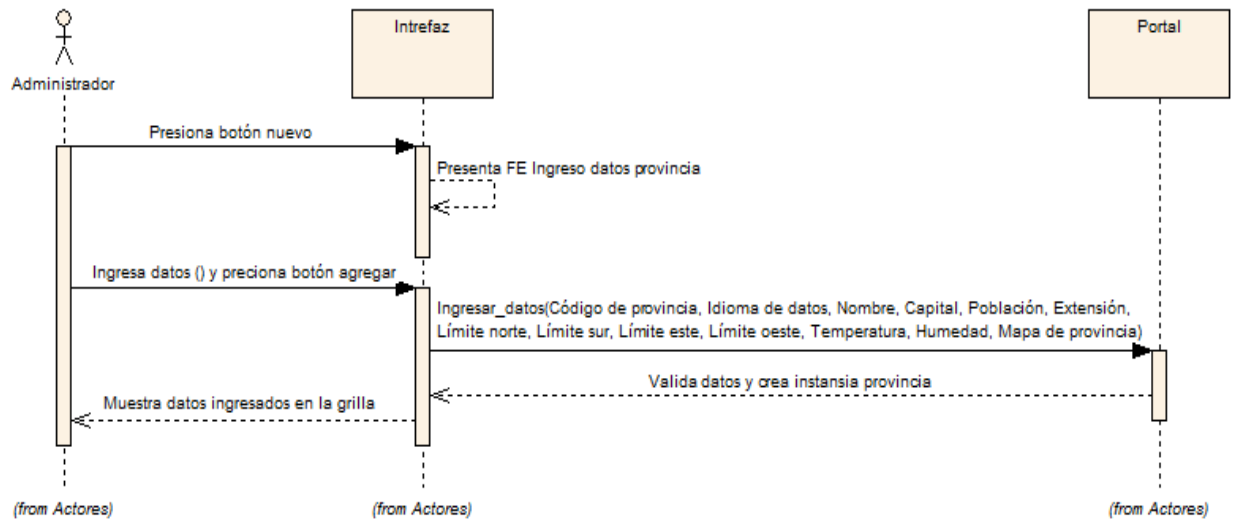 Intrefaz
Portal
Administrador
Presiona botón nuevo
Presenta FE Ingreso datos provincia
Ingresa datos () y preciona botón agregar
Ingresar_datos(Código de provincia, Idioma de datos, Nombre, Capital, Población, Extensión,
Límite norte, Límite sur, Límite este, Límite oeste, Temperatura, Humedad, Mapa de provincia)
Valida datos y crea instansia provincia
Muestra datos ingresados en la grilla
(from Actores)
(from Actores)
(from Actores)